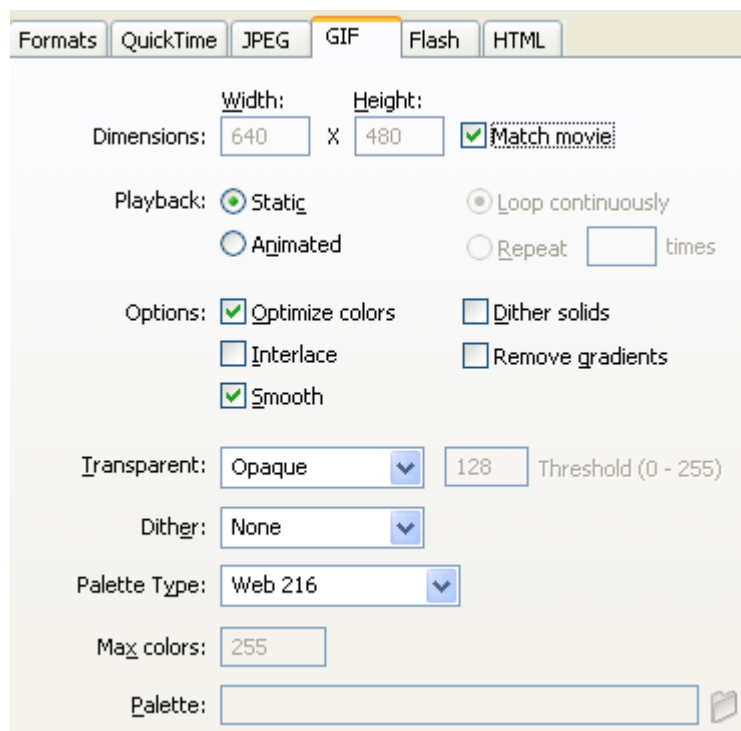 Formats QuickTime JPEG GIF Flash HTML
Width: Height:
Dimensions: 640 X 480 Match movie
Playback: Static Loop continuously
Animated Repeat times
Options: Optimize colors Dither solids
Interlace Remove gradients
Smooth
Transparent: Opaque 128 Threshold (0 - 255)
Dither: None
Palette Type: Web 216
Max colors: 255
Palette: